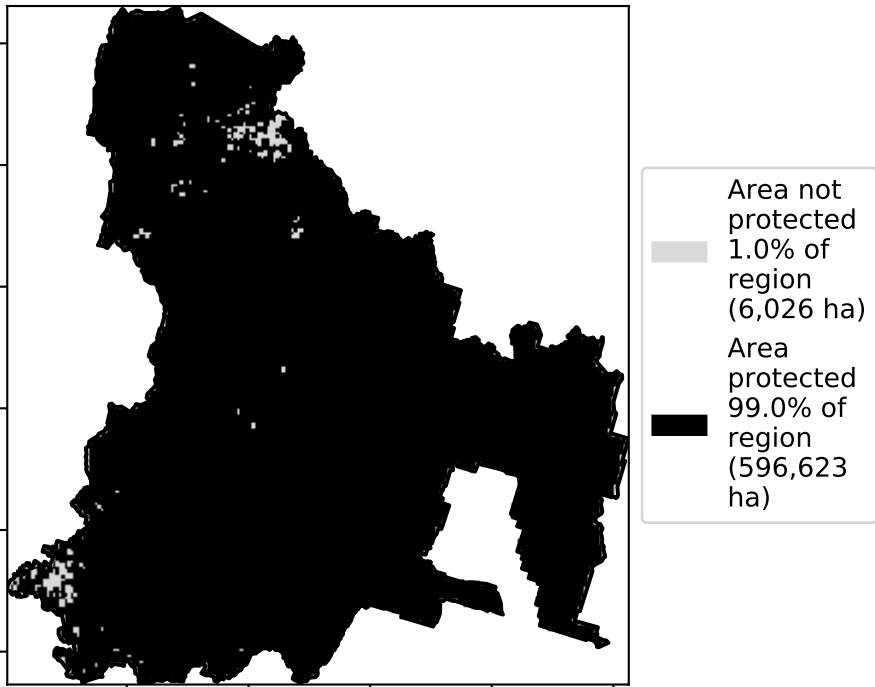 Area not
protected
1.0% of
region
(6,026 ha)
Area
protected
99.0% of
region
(596,623
ha)